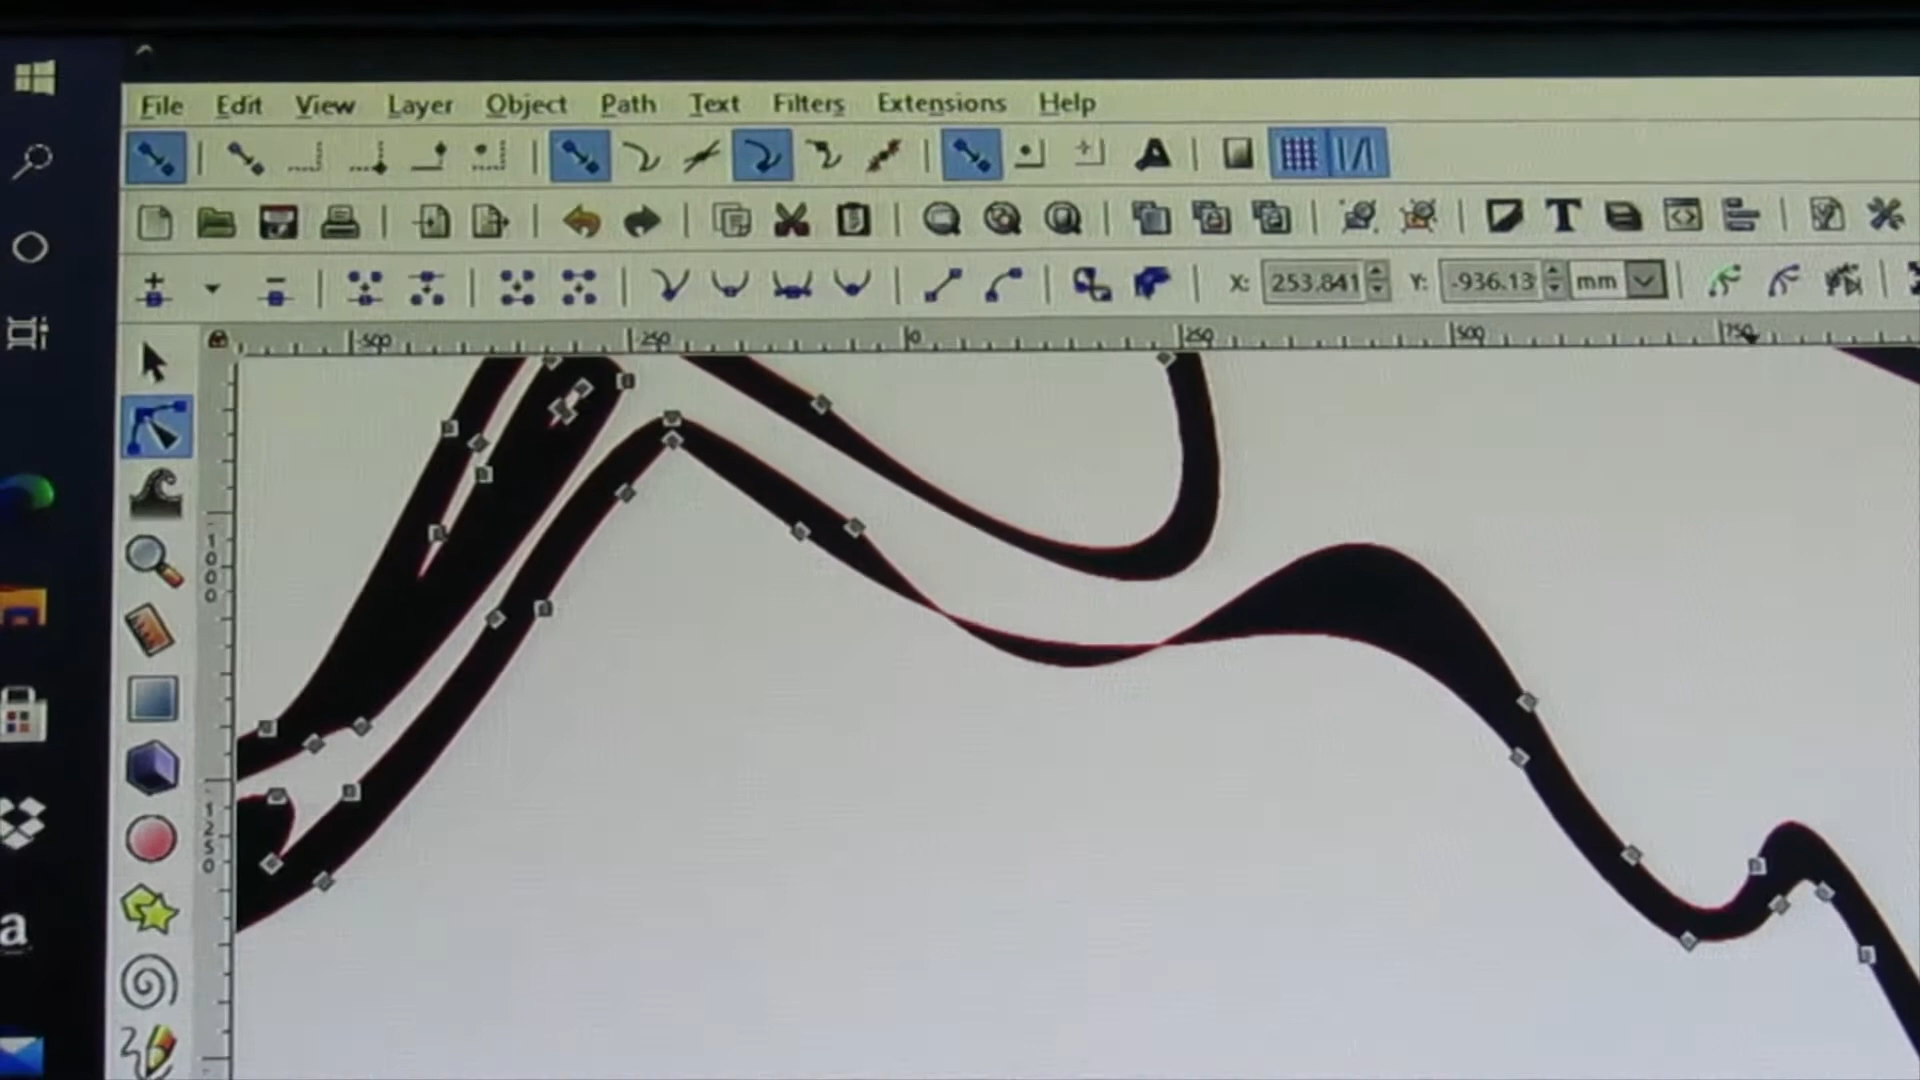 File Edit View Layer Object Path Text Filters Extensions Help
X: 253.841 Y: -936.13 mm
-500 -250 0 250 500 750
1000
1250
a